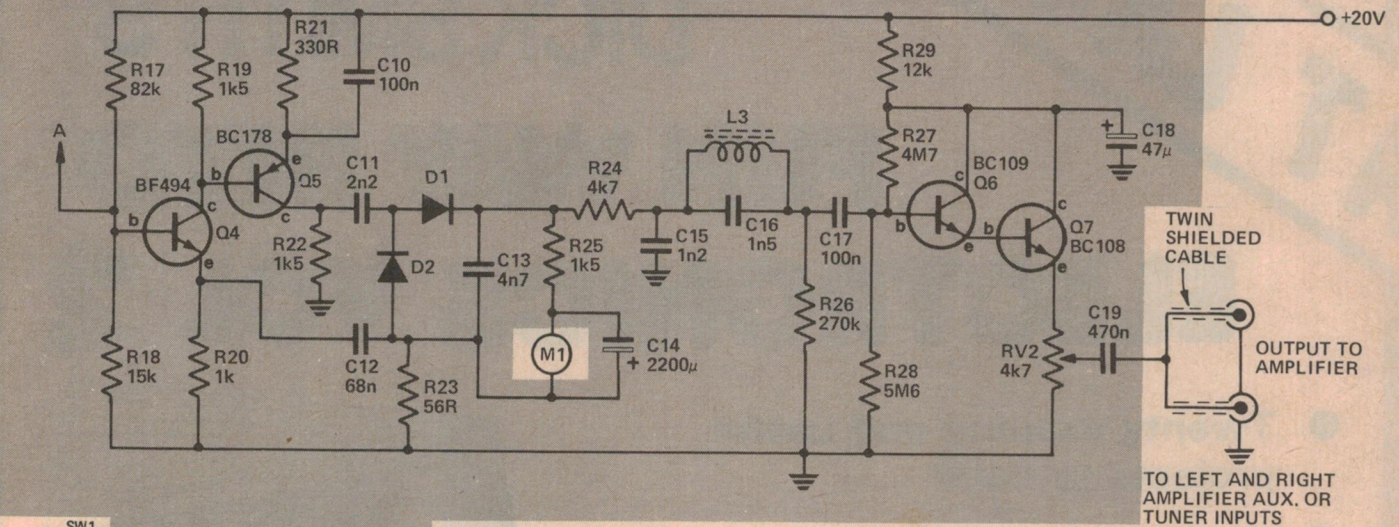 +20V
R17
82k
R19
1k5
R21
330R
C10
100n
R29
12k
A
BC178
e
b
Q5
c
BF494
b
c
Q4
e
C11
2n2
D1
D2
R22
1k5
R24
4k7
L3
C13
4n7
R25
1k5
C15
1n2
C16
1n5
C17
100n
R27
4M7
BC109
c
Q6
b
e
b
c
Q7
BC108
e
+
C18
47µ
TWIN
SHIELDED
CABLE
R18
15k
R20
1k
C12
68n
R23
56R
M1
C14
+ 2200µ
R26
270k
R28
5M6
RV2
4k7
C19
470n
OUTPUT TO
AMPLIFIER
TO LEFT AND RIGHT
AMPLIFIER AUX. OR
TUNER INPUTS
SW1